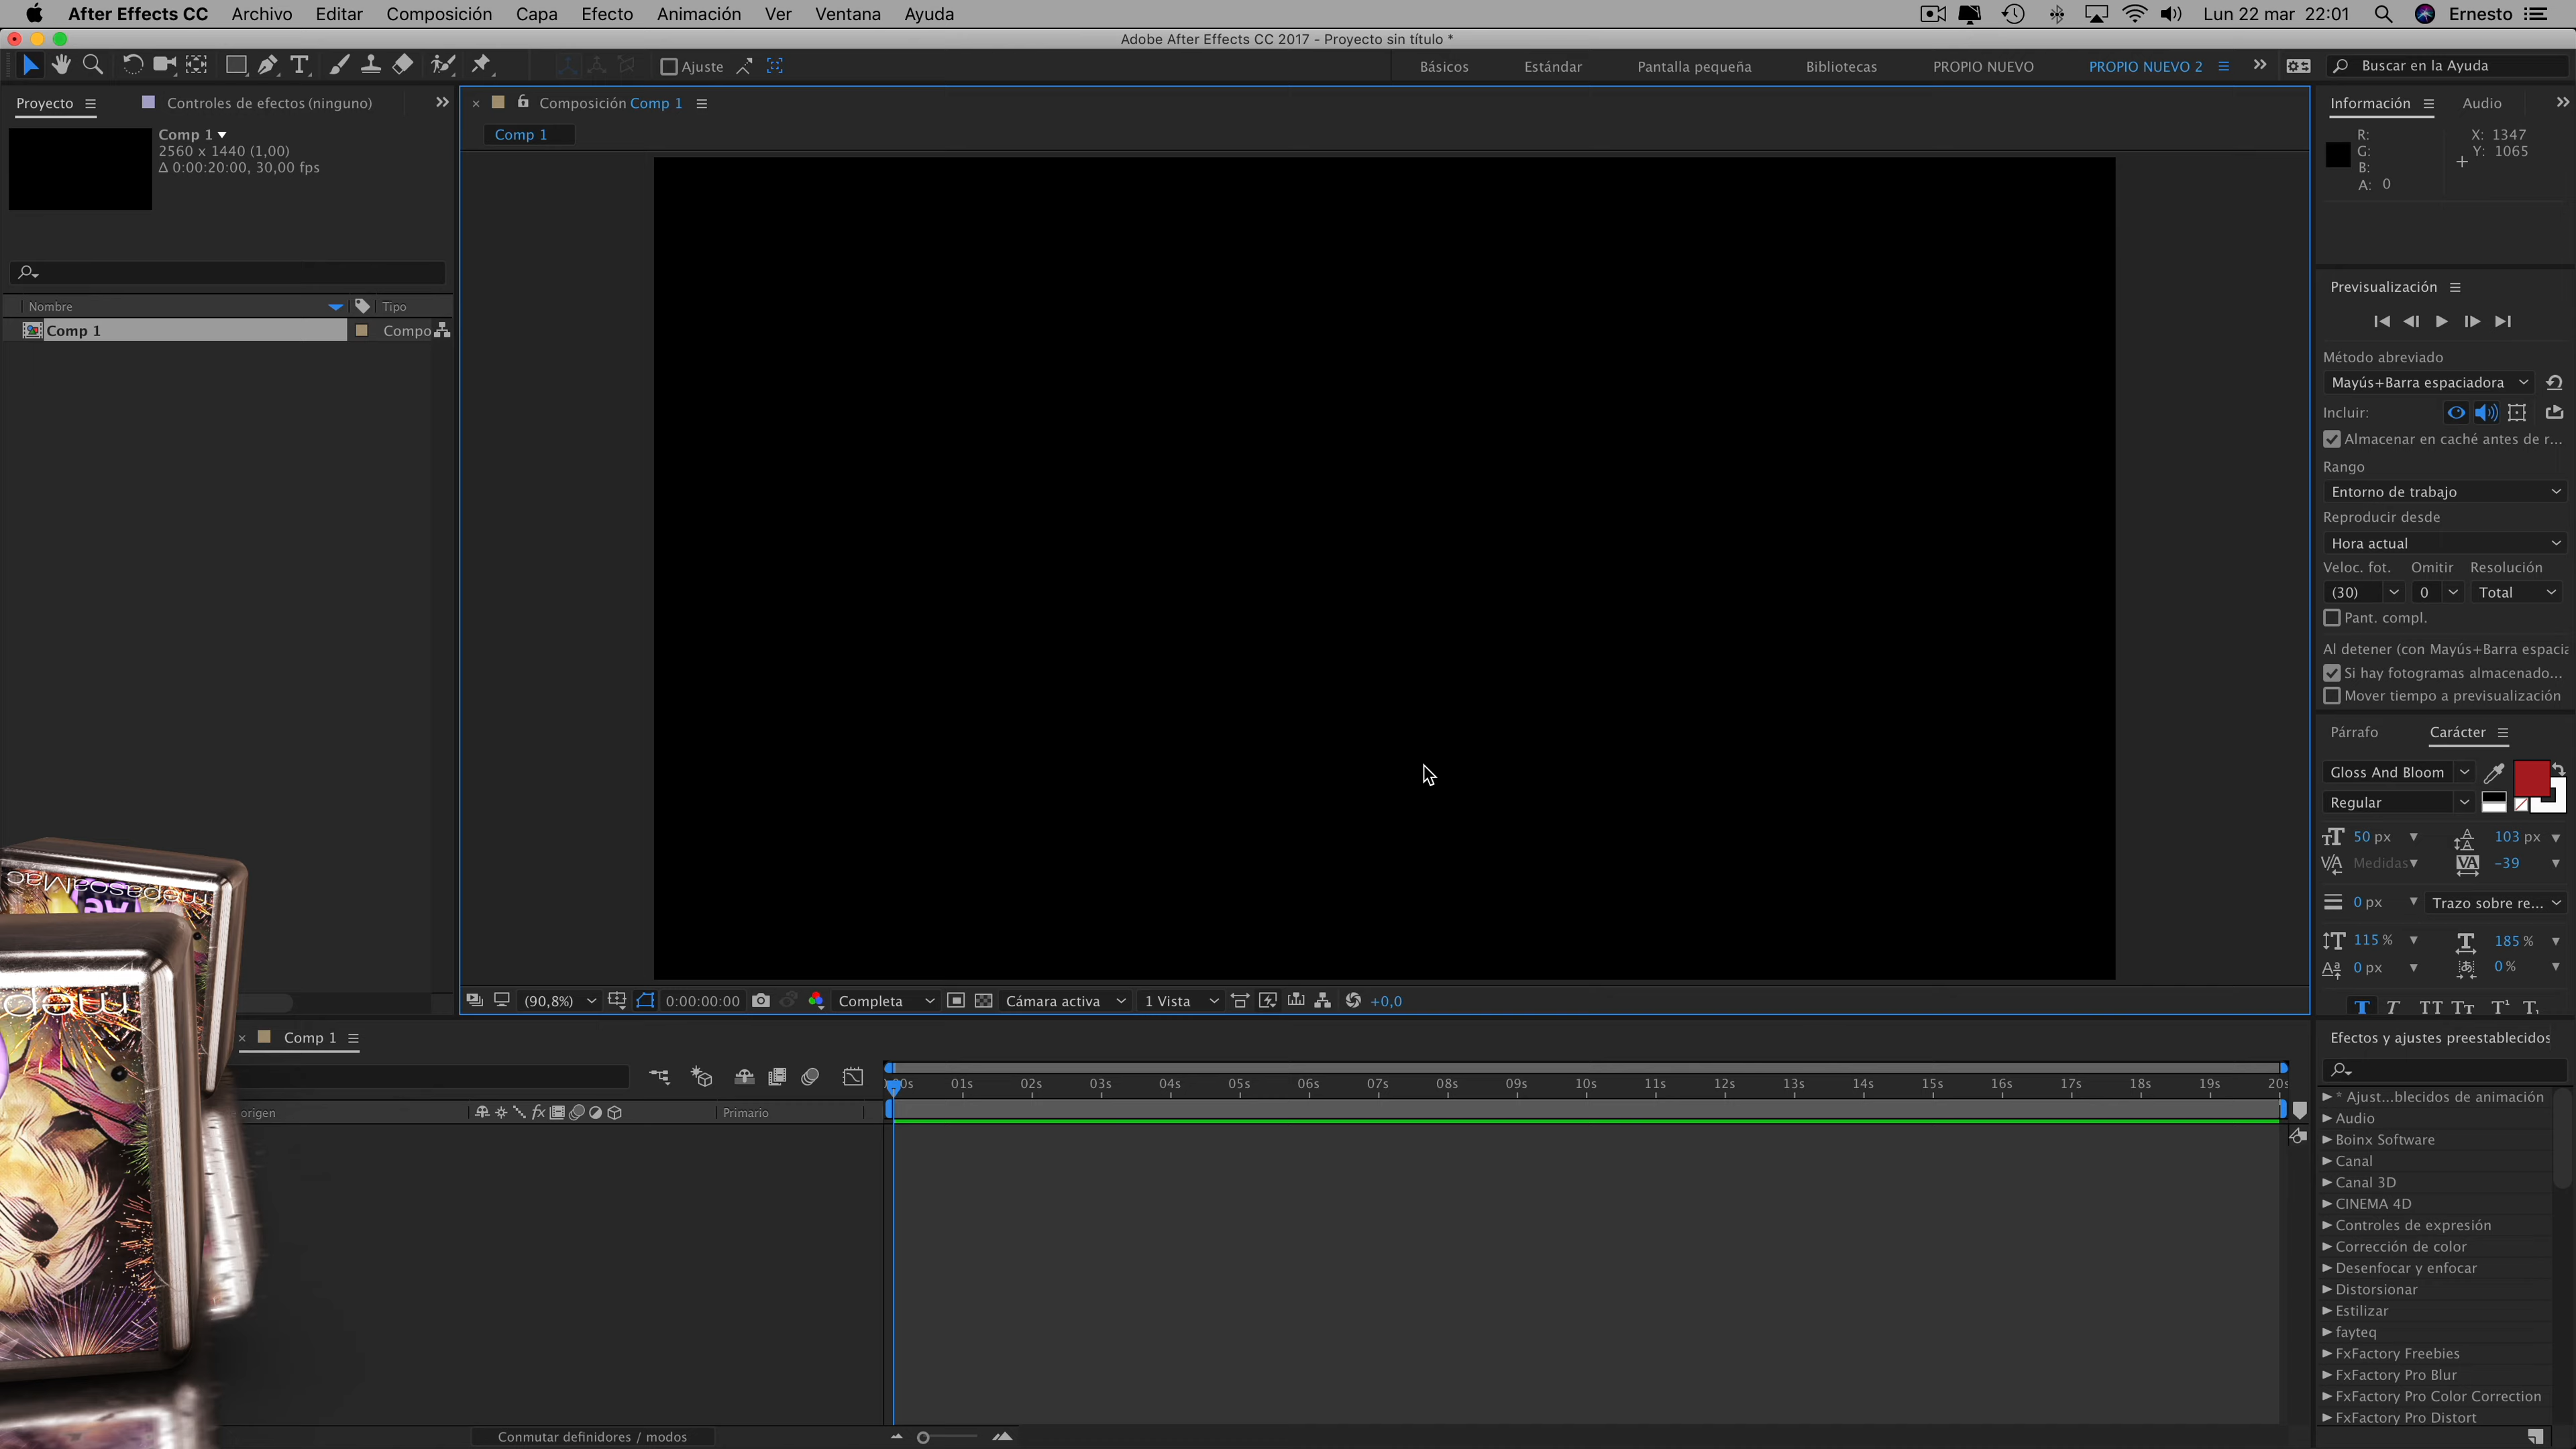 After Effects CC Archivo Editar Composición Capa Efecto Animación Ver Ventana Ayuda Lun 22 mar 22:01 Ernesto
Adobe After Effects CC 2017 - Proyecto sin título *
Ajuste Básicos Estándar Pantalla pequeña Bibliotecas PROPIO NUEVO PROPIO NUEVO 2 Buscar en la Ayuda
Proyecto Controles de efectos (ninguno)
Comp 1
2560 x 1440 (1,00)
Δ 0:00:20:00, 30,00 fps
Nombre Tipo
Comp 1 Compo
Composición Comp 1
Comp 1
(90,8%) 0:00:00:00 Completa Cámara activa 1 Vista +0,0
Información Audio
R: X: 1347
G: Y: 1065
B:
A: 0
Previsualización
Método abreviado
Mayús+Barra espaciadora
Incluir:
Almacenar en caché antes de r...
Rango
Entorno de trabajo
Reproducir desde
Hora actual
Veloc. fot. Omitir Resolución
(30) 0 Total
Pant. compl.
Al detener (con Mayús+Barra espacia
Si hay fotogramas almacenado...
Mover tiempo a previsualización
Párrafo Carácter
Gloss And Bloom
Regular
50 px 103 px
Medidas -39
0 px Trazo sobre re...
115 % 185 %
0 px 0 %
Comp 1
00s 01s 02s 03s 04s 05s 06s 07s 08s 09s 10s 11s 12s 13s 14s 15s 16s 17s 18s 19s 20s
origen Primario
Conmutar definidores / modos
Efectos y ajustes preestablecidos
* Ajust...blecidos de animación
Audio
Boinx Software
Canal
Canal 3D
CINEMA 4D
Controles de expresión
Corrección de color
Desenfocar y enfocar
Distorsionar
Estilizar
fayteq
FxFactory Freebies
FxFactory Pro Blur
FxFactory Pro Color Correction
FxFactory Pro Distort